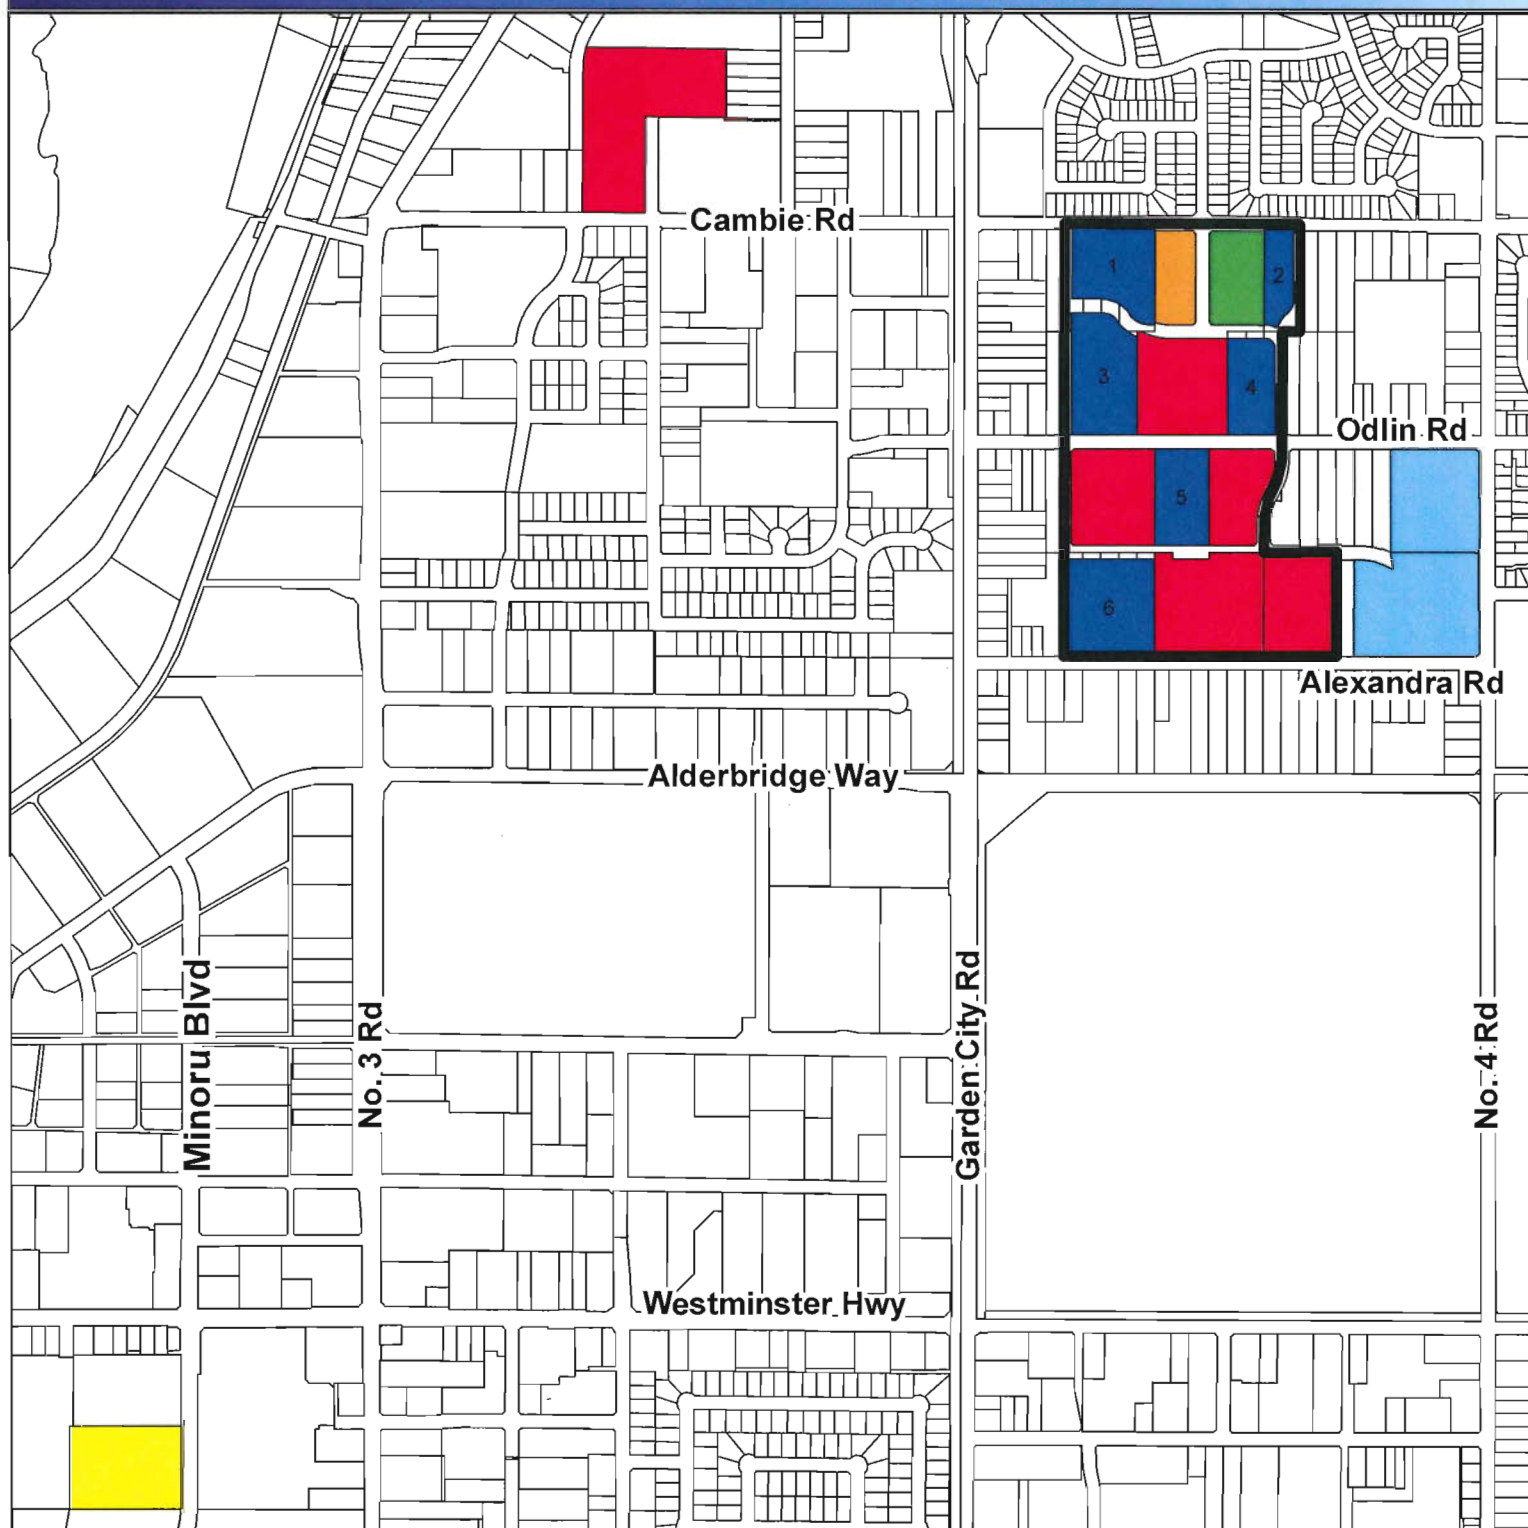 Cambie Rd
1
2
3
4
Odlin Rd
5
6
Alexandra Rd
Alderbridge Way
Minoru Blvd
No. 3 Rd
Garden City Rd
No. 4 Rd
Westminster Hwy